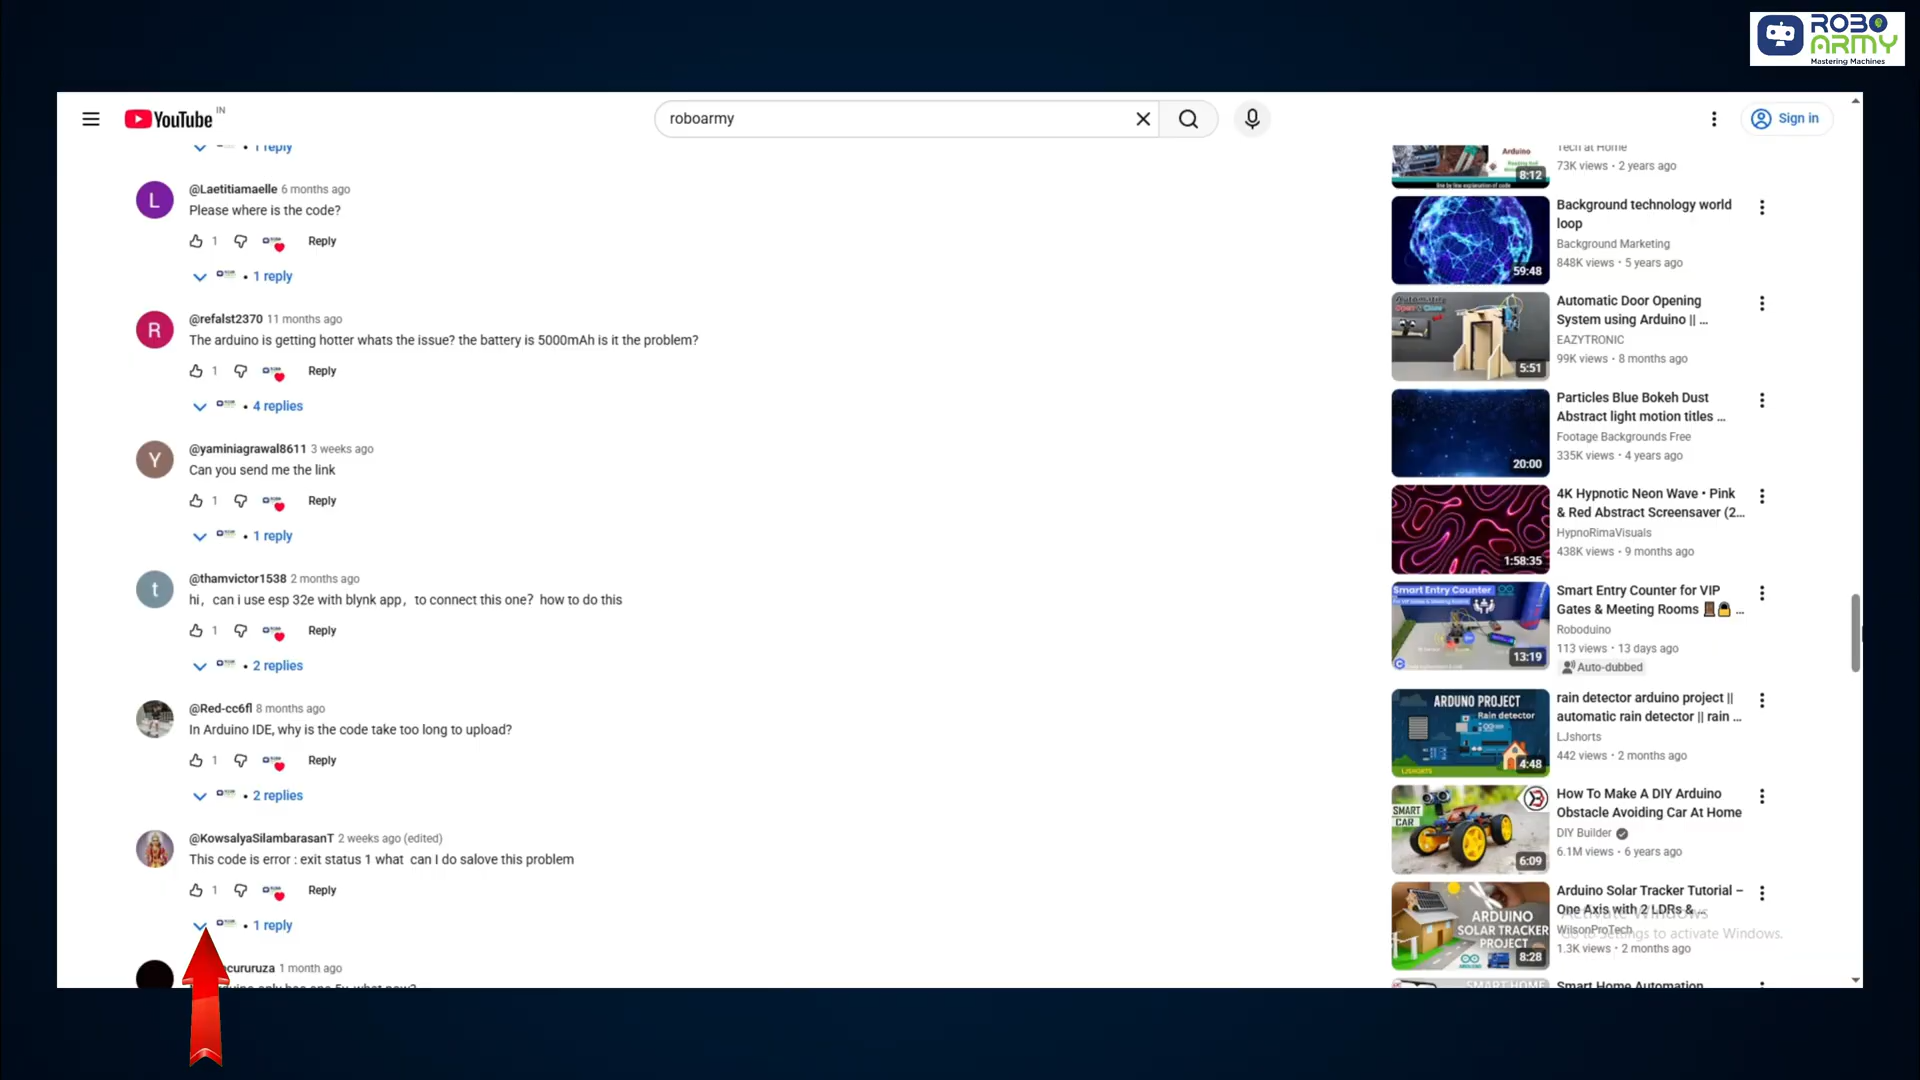 ROBO
ARMY
Mastering Machines
YouTube IN
roboarmy
Sign in
1 reply
@Laetitiamaelle 6 months ago
Please where is the code?
1 Reply
1 reply
@refalst2370 11 months ago
The arduino is getting hotter whats the issue? the battery is 5000mAh is it the problem?
1 Reply
4 replies
@yaminiagrawal8611 3 weeks ago
Can you send me the link
1 Reply
1 reply
@thamvictor1538 2 months ago
hi，can i use esp 32e with blynk app，to connect this one？how to do this
1 Reply
2 replies
@Red-cc6fl 8 months ago
In Arduino IDE, why is the code take too long to upload?
1 Reply
2 replies
@KowsalyaSilambarasanT 2 weeks ago (edited)
This code is error : exit status 1 what can I do salove this problem
1 Reply
1 reply
1 month ago
Arduino
8:12
Tech at Home
73K views • 2 years ago
59:48
Background technology world
loop
Background Marketing
848K views • 5 years ago
5:51
Automatic Door Opening
System using Arduino || ...
EAZYTRONIC
99K views • 8 months ago
20:00
Particles Blue Bokeh Dust
Abstract light motion titles ...
Footage Backgrounds Free
335K views • 4 years ago
1:58:35
4K Hypnotic Neon Wave • Pink
& Red Abstract Screensaver (2...
HypnoRimaVisuals
438K views • 9 months ago
Smart Entry Counter
13:19
Smart Entry Counter for VIP
Gates & Meeting Rooms ...
Roboduino
113 views • 13 days ago
Auto-dubbed
ARDUNO PROJECT
Rain detector
LJSHORTS
4:48
rain detector arduino project ||
automatic rain detector || rain ...
LJshorts
442 views • 2 months ago
SMART
CAR
6:09
How To Make A DIY Arduino
Obstacle Avoiding Car At Home
DIY Builder
6.1M views • 6 years ago
ARDUINO
SOLAR TRACKER
PROJECT
8:28
Arduino Solar Tracker Tutorial –
One Axis with 2 LDRs & ...
WilsonProTech
1.3K views • 2 months ago
Activate Windows
Go to Settings to activate Windows.
SMART HOME
Smart Home Automation